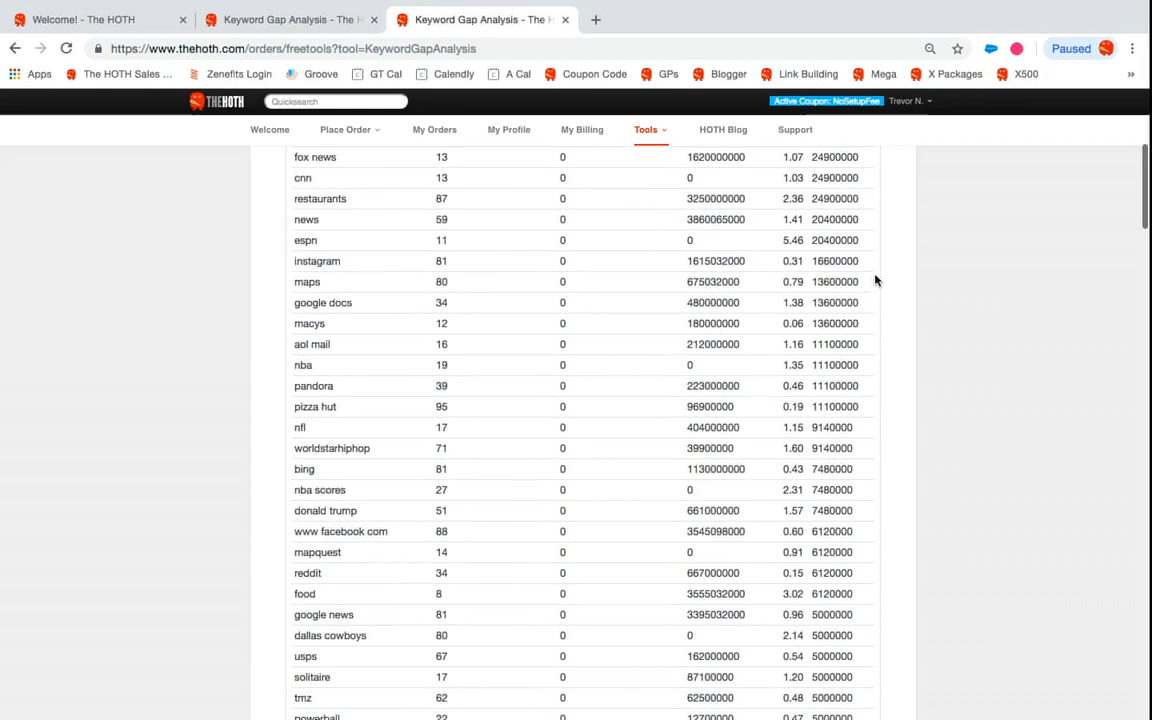 Welcome! - The HOTH
Keyword Gap Analysis - The H
Keyword Gap Analysis - The H
https://www.thehoth.com/orders/freetools?tool=KeywordGapAnalysis
Paused
Apps The HOTH Sales ... Zenefits Login Groove GT Cal Calendly A Cal Coupon Code GPs Blogger Link Building Mega X Packages X500 »
THEHOTH Quicksearch Active Coupon: NoSetupFee Trevor N.
Welcome Place Order My Orders My Profile My Billing Tools HOTH Blog Support
fox news 13 0 1620000000 1.07 24900000
cnn 13 0 0 1.03 24900000
restaurants 87 0 3250000000 2.36 24900000
news 59 0 3860065000 1.41 20400000
espn 11 0 0 5.46 20400000
instagram 81 0 1615032000 0.31 16600000
maps 80 0 675032000 0.79 13600000
google docs 34 0 480000000 1.38 13600000
macys 12 0 180000000 0.06 13600000
aol mail 16 0 212000000 1.16 11100000
nba 19 0 0 1.35 11100000
pandora 39 0 223000000 0.46 11100000
pizza hut 95 0 96900000 0.19 11100000
nfl 17 0 404000000 1.15 9140000
worldstarhiphop 71 0 39900000 1.60 9140000
bing 81 0 1130000000 0.43 7480000
nba scores 27 0 0 2.31 7480000
donald trump 51 0 661000000 1.57 7480000
www facebook com 88 0 3545098000 0.60 6120000
mapquest 14 0 0 0.91 6120000
reddit 34 0 667000000 0.15 6120000
food 8 0 3555032000 3.02 6120000
google news 81 0 3395032000 0.96 5000000
dallas cowboys 80 0 0 2.14 5000000
usps 67 0 162000000 0.54 5000000
solitaire 17 0 87100000 1.20 5000000
tmz 62 0 62500000 0.48 5000000
powerball 22 0 12700000 0.47 5000000